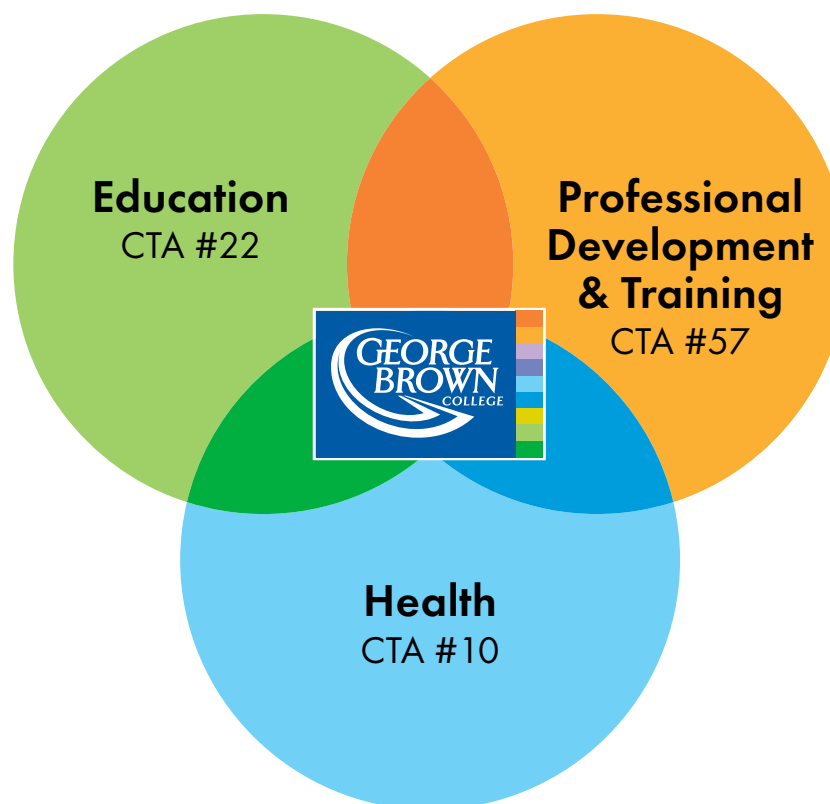 Education
CTA #22
Professional
Development
& Training
CTA #57
GEORGE
BROWN
COLLEGE
Health
CTA #10